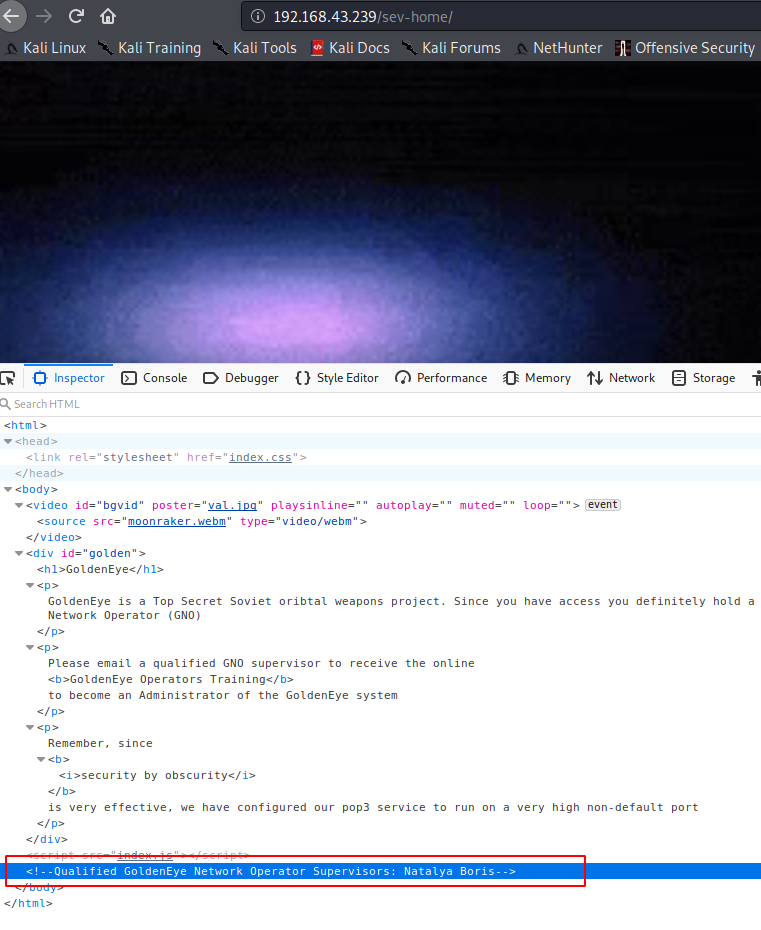 192.168.43.239/sev-home/
Kali Linux Kali Training Kali Tools Kali Docs Kali Forums NetHunter Offensive Security
Inspector Console Debugger Style Editor Performance Memory Network Storage
Search HTML
<html>
<head>
<link rel="stylesheet" href="index.css">
</head>
<body>
<video id="bgvid" poster="val.jpg" playsinline="" autoplay="" muted="" loop=""> event
<source src="moonraker.webm" type="video/webm">
</video>
<div id="golden">
<h1>GoldenEye</h1>
<p>
GoldenEye is a Top Secret Soviet oribtal weapons project. Since you have access you definitely hold a
Network Operator (GNO)
</p>
<p>
Please email a qualified GNO supervisor to receive the online
<b>GoldenEye Operators Training</b>
to become an Administrator of the GoldenEye system
</p>
<p>
Remember, since
<b>
<i>security by obscurity</i>
</b>
is very effective, we have configured our pop3 service to run on a very high non-default port
</p>
</div>
<script src="index.js"></script>
<!--Qualified GoldenEye Network Operator Supervisors: Natalya Boris-->
</body>
</html>